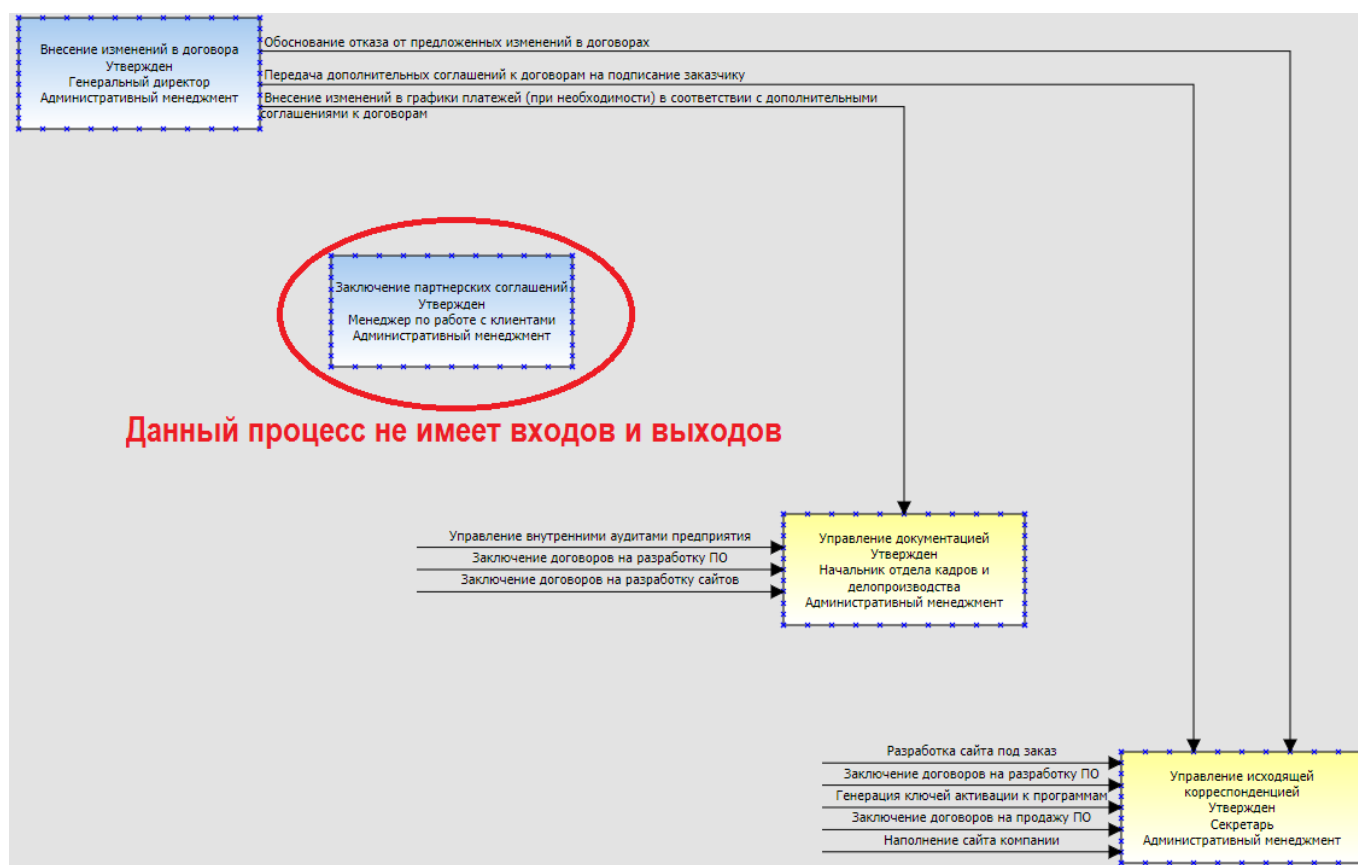 Внесение изменений в договора
Утвержден
Генеральный директор
Административный менеджмент
Обоснование отказа от предложенных изменений в договорах
Передача дополнительных соглашений к договорам на подписание заказчику
Внесение изменений в графики платежей (при необходимости) в соответствии с дополнительными
соглашениями к договорам
Заключение партнерских соглашений
Утвержден
Менеджер по работе с клиентами
Административный менеджмент
Данный процесс не имеет входов и выходов
Управление внутренними аудитами предприятия
Заключение договоров на разработку ПО
Заключение договоров на разработку сайтов
Управление документацией
Утвержден
Начальник отдела кадров и
делопроизводства
Административный менеджмент
Разработка сайта под заказ
Заключение договоров на разработку ПО
Генерация ключей активации к программам
Заключение договоров на продажу ПО
Наполнение сайта компании
Управление исходящей
корреспонденцией
Утвержден
Секретарь
Административный менеджмент